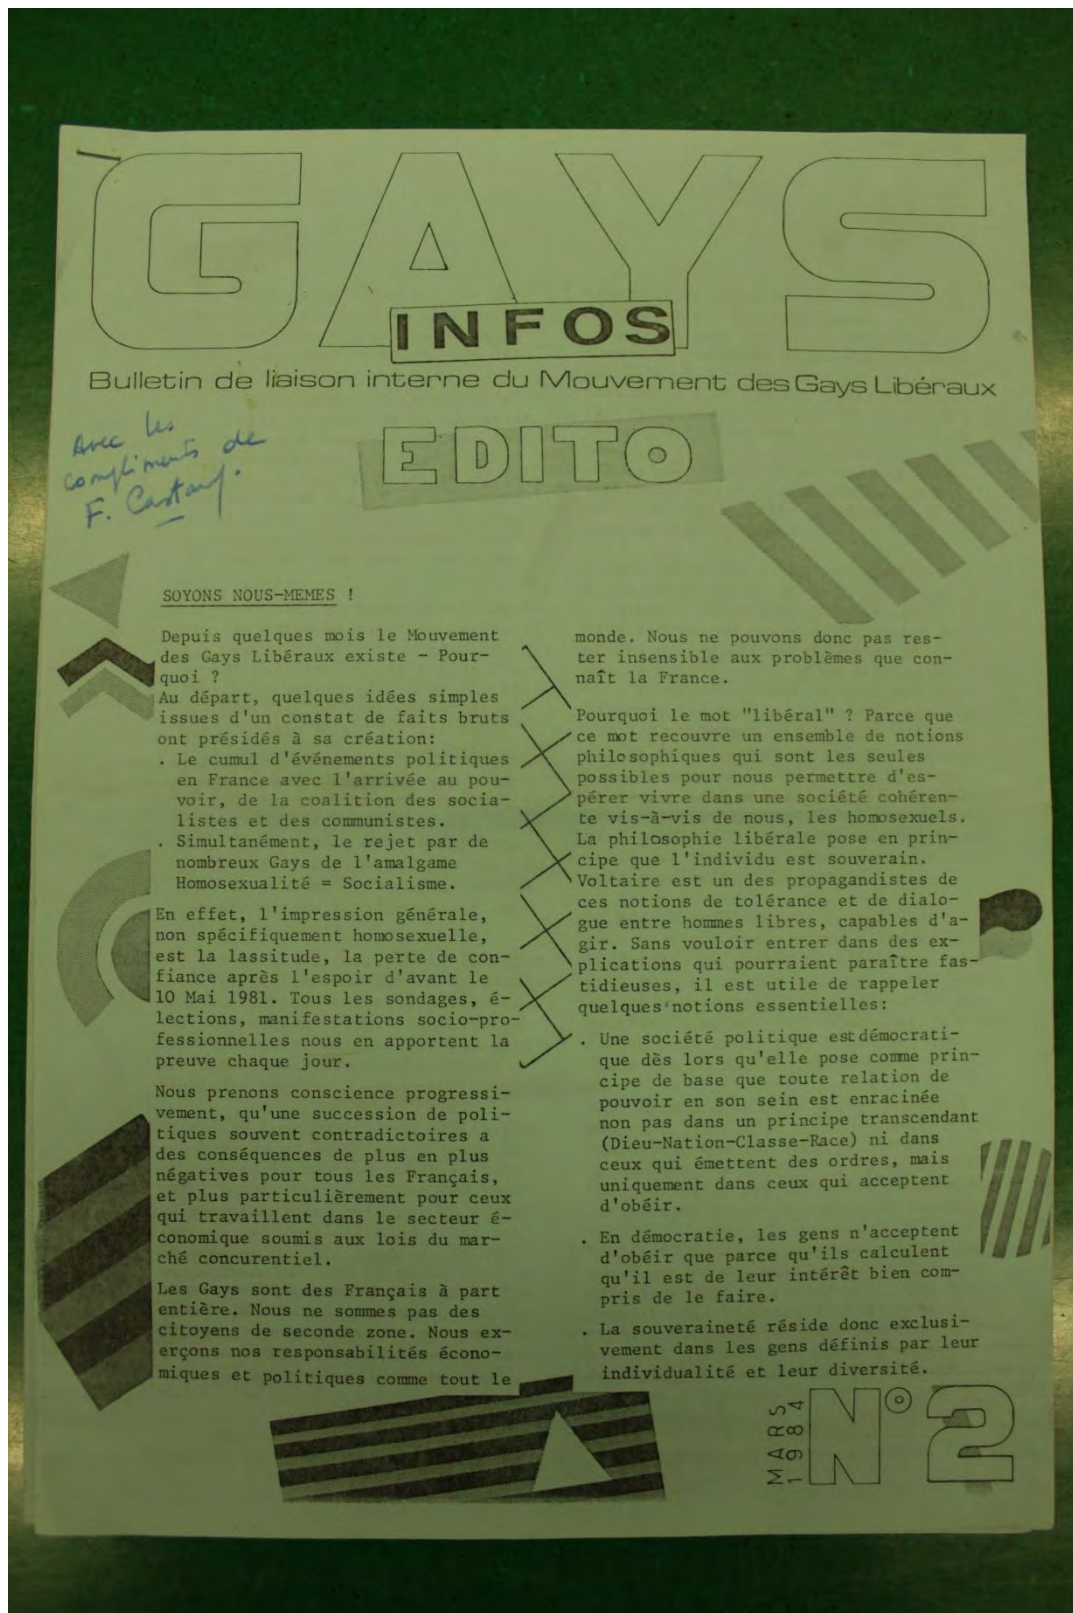 GAYS
INFOS
Bulletin de liaison interne du Mouvement des Gays Libéraux
Avec les
compliments de
F.
EDITO
SOYONS NOUS-MEMES !
Depuis quelques mois le Mouvement
des Gays Libéraux existe - Pour-
quoi ?
Au départ, quelques idées simples
issues d'un constat de faits bruts
ont présidés à sa création:
. Le cumul d'événements politiques
en France avec l'arrivée au pou-
voir, de la coalition des socia-
listes et des communistes.
. Simultanément, le rejet par de
nombreux Gays de l'amalgame
Homosexualité = Socialisme.
En effet, l'impression générale,
non spécifiquement homosexuelle,
est la lassitude, la perte de con-
fiance après l'espoir d'avant le
10 Mai 1981. Tous les sondages, é-
lections, manifestations socio-pro-
fessionnelles nous en apportent la
preuve chaque jour.
Nous prenons conscience progressi-
vement, qu'une succession de poli-
tiques souvent contradictoires a
des conséquences de plus en plus
négatives pour tous les Français,
et plus particulièrement pour ceux
qui travaillent dans le secteur é-
conomique soumis aux lois du mar-
ché concurentiel.
Les Gays sont des Français à part
entière. Nous ne sommes pas des
citoyens de seconde zone. Nous ex-
erçons nos responsabilités écono-
miques et politiques comme tout le
monde. Nous ne pouvons donc pas res-
ter insensible aux problèmes que con-
naît la France.
Pourquoi le mot "libéral" ? Parce que
ce mot recouvre un ensemble de notions
philosophiques qui sont les seules
possibles pour nous permettre d'es-
pérer vivre dans une société cohéren-
te vis-à-vis de nous, les homosexuels.
La philosophie libérale pose en prin-
cipe que l'individu est souverain.
Voltaire est un des propagandistes de
ces notions de tolérance et de dialo-
gue entre hommes libres, capables d'a-
gir. Sans vouloir entrer dans des ex-
plications qui pourraient paraître fas-
tidieuses, il est utile de rappeler
quelques notions essentielles:
. Une société politique est démocrati-
que dès lors qu'elle pose comme prin-
cipe de base que toute relation de
pouvoir en son sein est enracinée
non pas dans un principe transcendant
(Dieu-Nation-Classe-Race) ni dans
ceux qui émettent des ordres, mais
uniquement dans ceux qui acceptent
d'obéir.
. En démocratie, les gens n'acceptent
d'obéir que parce qu'ils calculent
qu'il est de leur intérêt bien com-
pris de le faire.
. La souveraineté réside donc exclusi-
vement dans les gens définis par leur
individualité et leur diversité.
MARS
1984
N° 2